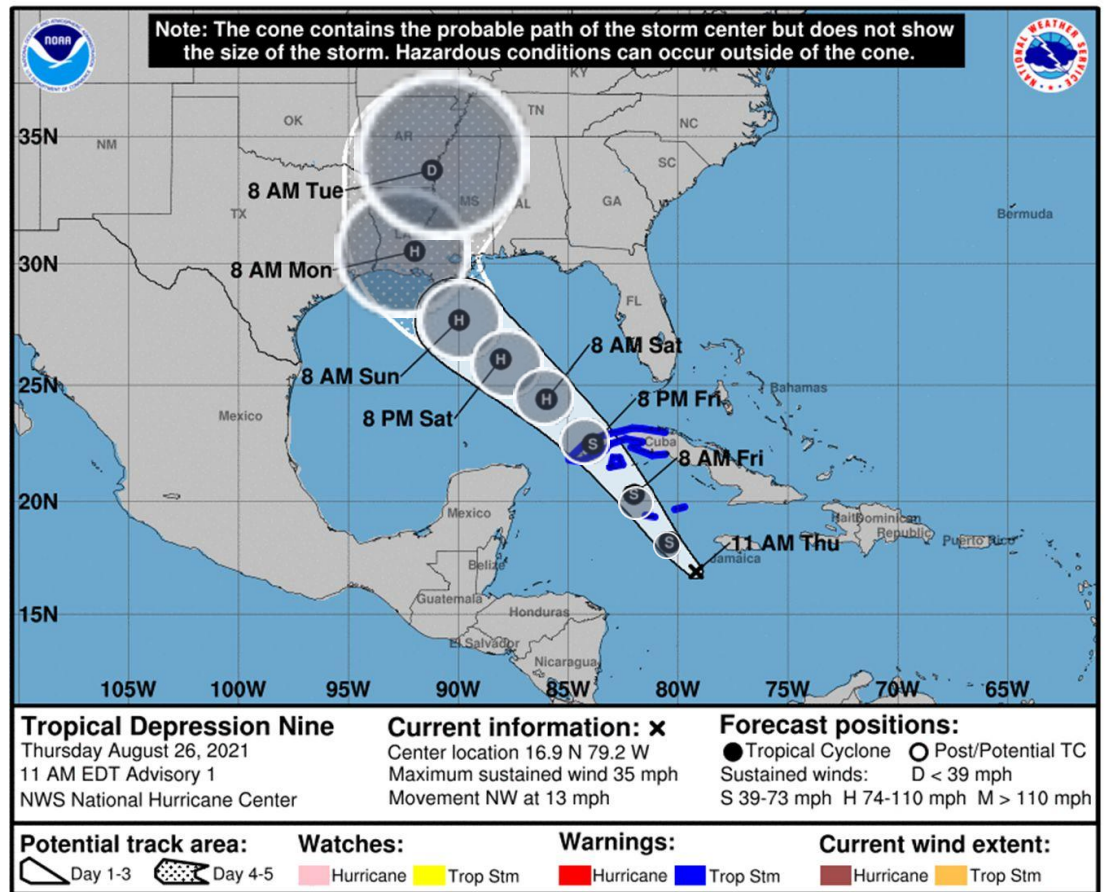 Note: The cone contains the probable path of the storm center but does not show
the size of the storm. Hazardous conditions can occur outside of the cone.
NOAA
NATIONAL WEATHER SERVICE
KY
VA
35N
NM
OK
AR
TN
NC
SC
8 AM Tue
TX
MS
AL
GA
Bermuda
LA
30N
8 AM Mon
FL
8 AM Sat
25N
8 AM Sun
8 PM Sat
8 PM Fri
Bahamas
Mexico
Cuba
8 AM Fri
20N
Mexico
Haiti
Dominican
Republic
Puerto Rico
11 AM Thu
Jamaica
Belize
15N
Guatemala
Honduras
El Salvador
Nicaragua
105W 100W 95W 90W 85W 80W 75W 70W 65W
D
H
H
H
H
S
S
S
Tropical Depression Nine
Thursday August 26, 2021
11 AM EDT Advisory 1
NWS National Hurricane Center
Current information: x
Center location 16.9 N 79.2 W
Maximum sustained wind 35 mph
Movement NW at 13 mph
Forecast positions:
Tropical Cyclone Post/Potential TC
Sustained winds: D < 39 mph
S 39-73 mph H 74-110 mph M > 110 mph
Potential track area:
Day 1-3 Day 4-5
Watches:
Hurricane Trop Stm
Warnings:
Hurricane Trop Stm
Current wind extent:
Hurricane Trop Stm